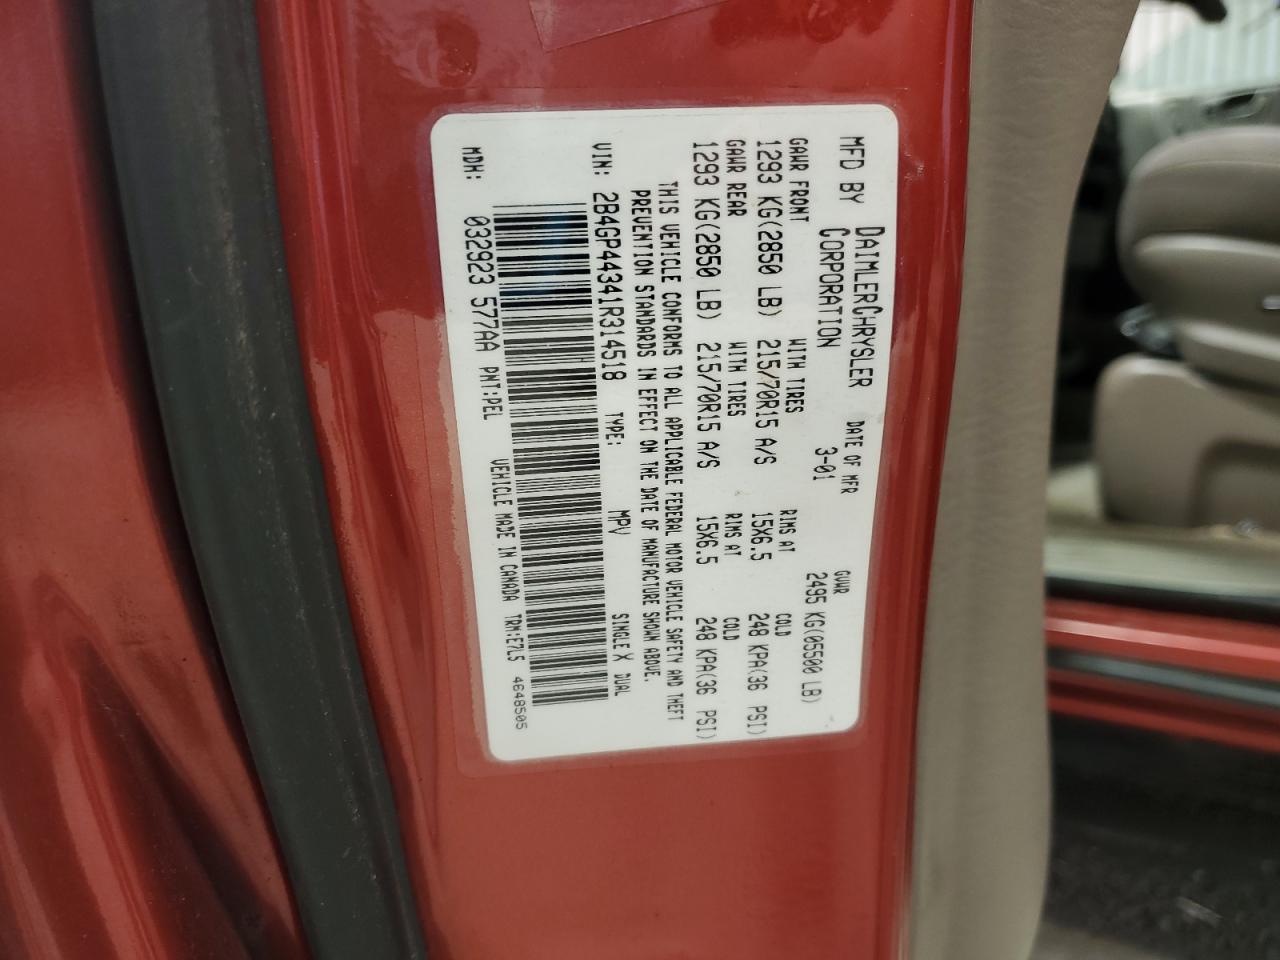 MFD BY DAIMLERCHRYSLER CORPORATION
DATE OF MFR 3-01
GVWR 2495 KG(05500 LB)
GAWR FRONT WITH TIRES RIMS AT COLD
1293 KG(2850 LB) 215/70R15 A/S 15X6.5 248 KPA(36 PSI)
GAWR REAR WITH TIRES RIMS AT COLD
1293 KG(2850 LB) 215/70R15 A/S 15X6.5 248 KPA(36 PSI)
THIS VEHICLE CONFORMS TO ALL APPLICABLE FEDERAL MOTOR VEHICLE SAFETY AND THEFT
PREVENTION STANDARDS IN EFFECT ON THE DATE OF MANUFACTURE SHOWN ABOVE.
VIN: 2B4GP44341R314518 TYPE: MPV SINGLE X DUAL
MDH: 032923 577AA PNT:PEL VEHICLE MADE IN CANADA TRM:E7L5 4648505